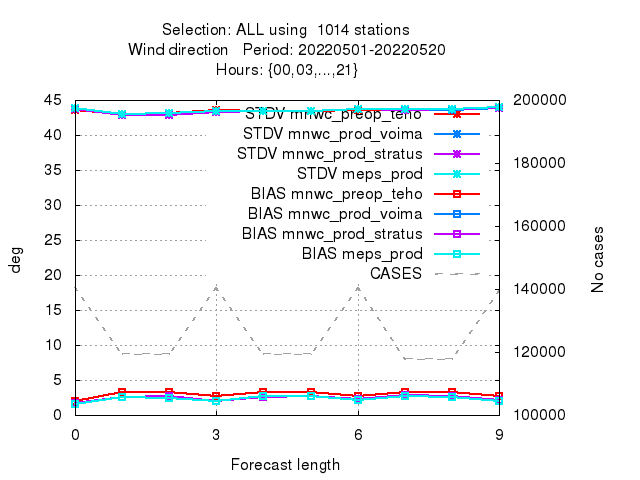 Selection: ALL using  1014 stations
Wind direction   Period: 20220501-20220520
Hours: {00,03,...,21}
45
40
35
30
25
20
15
10
5
0
deg
200000
180000
160000
140000
120000
100000
No cases
STDV mnwc_preop_teho
STDV mnwc_prod_voima
STDV mnwc_prod_stratus
STDV meps_prod
BIAS mnwc_preop_teho
BIAS mnwc_prod_voima
BIAS mnwc_prod_stratus
BIAS meps_prod
CASES
0 3 6 9
Forecast length